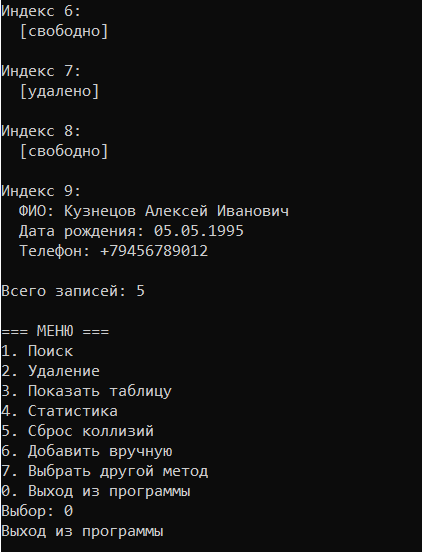 Индекс 6:
[свободно]
Индекс 7:
[удалено]
Индекс 8:
[свободно]
Индекс 9:
ФИО: Кузнецов Алексей Иванович
Дата рождения: 05.05.1995
Телефон: +79456789012
Всего записей: 5
=== МЕНЮ ===
1. Поиск
2. Удаление
3. Показать таблицу
4. Статистика
5. Сброс коллизий
6. Добавить вручную
7. Выбрать другой метод
0. Выход из программы
Выбор: 0
Выход из программы